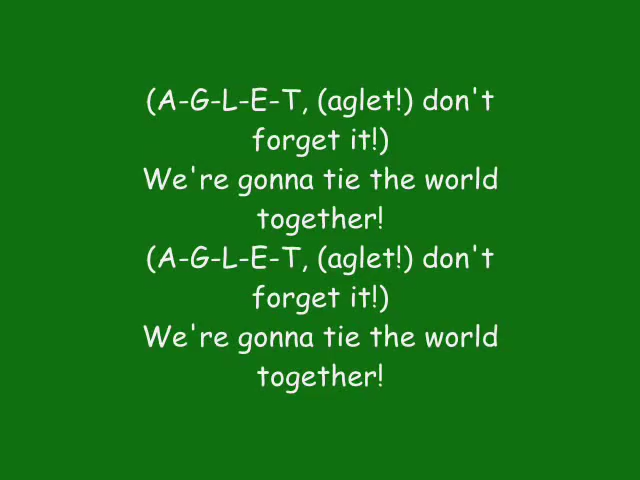 (A-G-L-E-T, (aglet!) don't
forget it!)
We're gonna tie the world
together!
(A-G-L-E-T, (aglet!) don't
forget it!)
We're gonna tie the world
together!